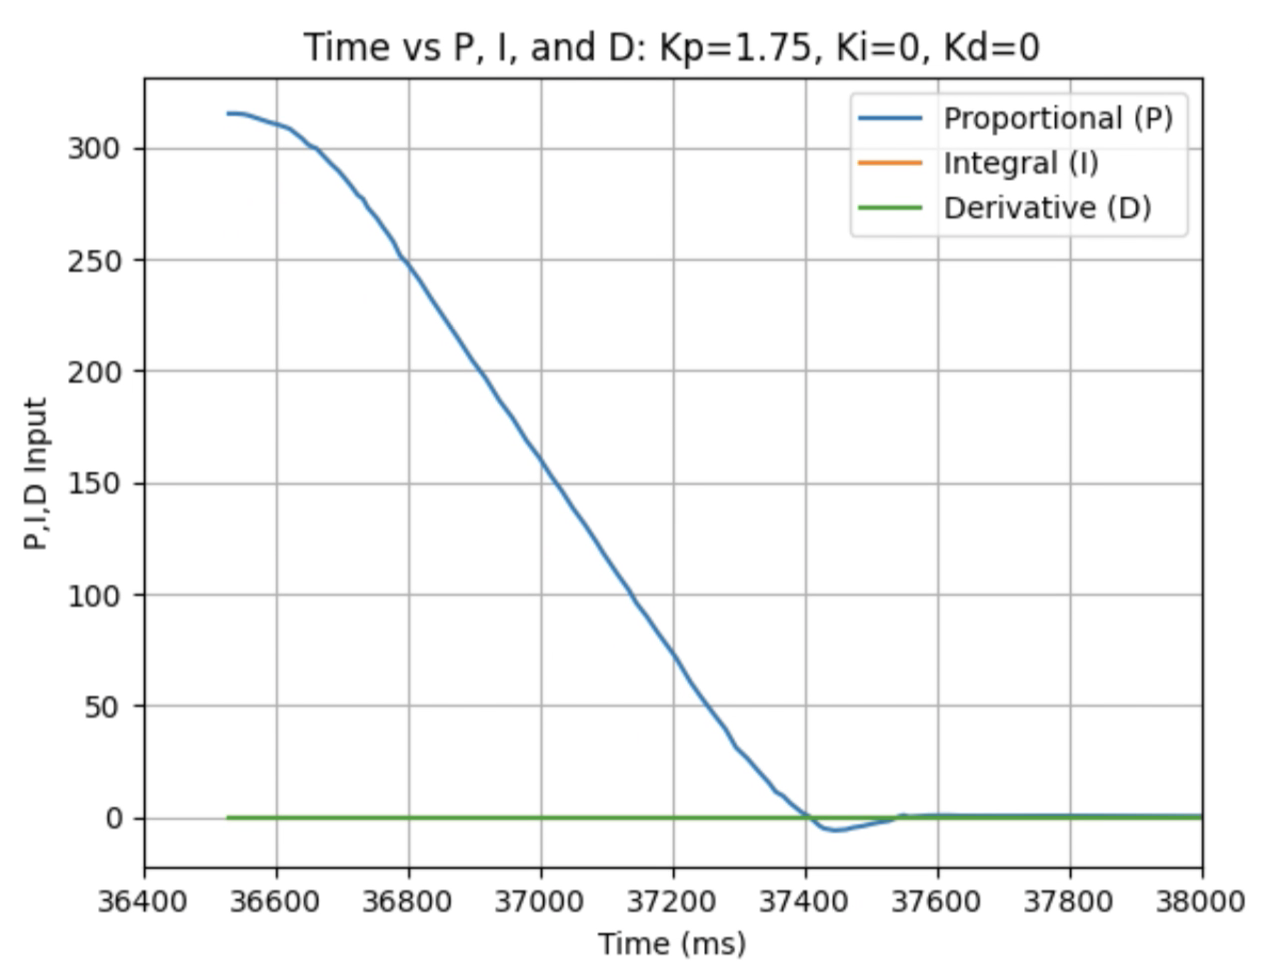 Time vs P, I, and D: Kp=1.75, Ki=0, Kd=0
Proportional (P)
Integral (I)
Derivative (D)
P,I,D Input
300
250
200
150
100
50
0
36400 36600 36800 37000 37200 37400 37600 37800 38000
Time (ms)